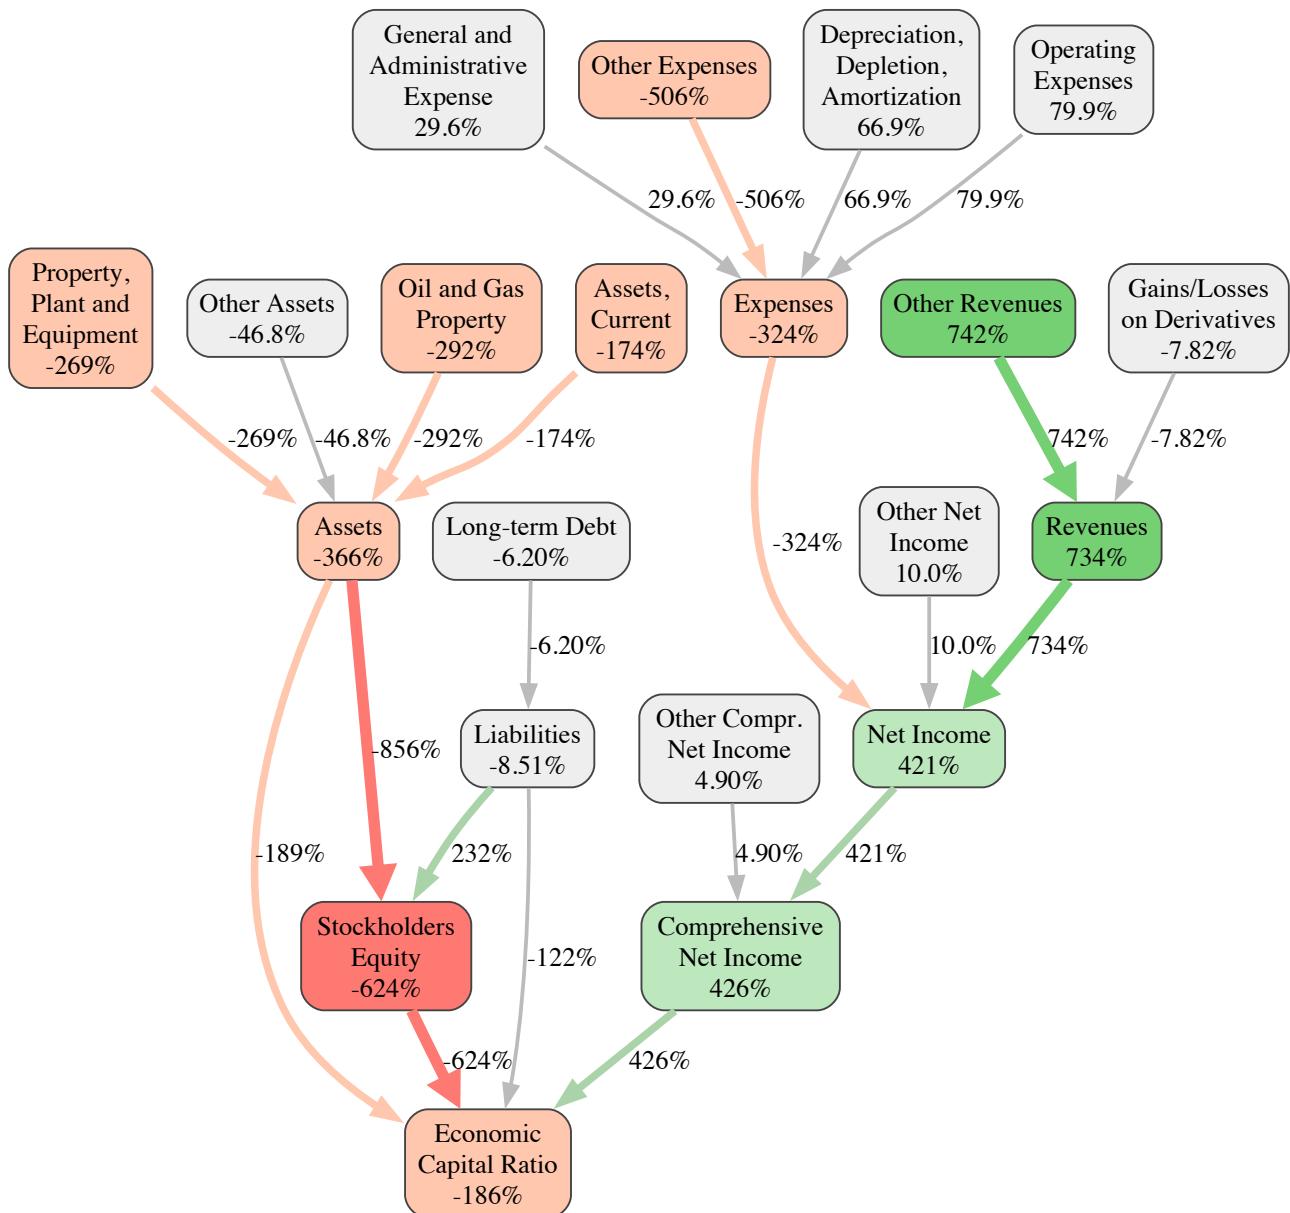 General and
Administrative
Expense
29.6%
Other Expenses
-506%
Depreciation,
Depletion,
Amortization
66.9%
Operating
Expenses
79.9%
29.6%
-506%
66.9%
79.9%
Property,
Plant and
Equipment
-269%
Other Assets
-46.8%
Oil and Gas
Property
-292%
Assets,
Current
-174%
Expenses
-324%
Other Revenues
742%
Gains/Losses
on Derivatives
-7.82%
-269%
-46.8%
-292%
-174%
742%
-7.82%
Assets
-366%
Long-term Debt
-6.20%
-324%
Other Net
Income
10.0%
Revenues
734%
-6.20%
10.0%
734%
-856%
Liabilities
-8.51%
Other Compr.
Net Income
4.90%
Net Income
421%
-189%
232%
4.90%
421%
Stockholders
Equity
-624%
-122%
Comprehensive
Net Income
426%
-624%
426%
Economic
Capital Ratio
-186%